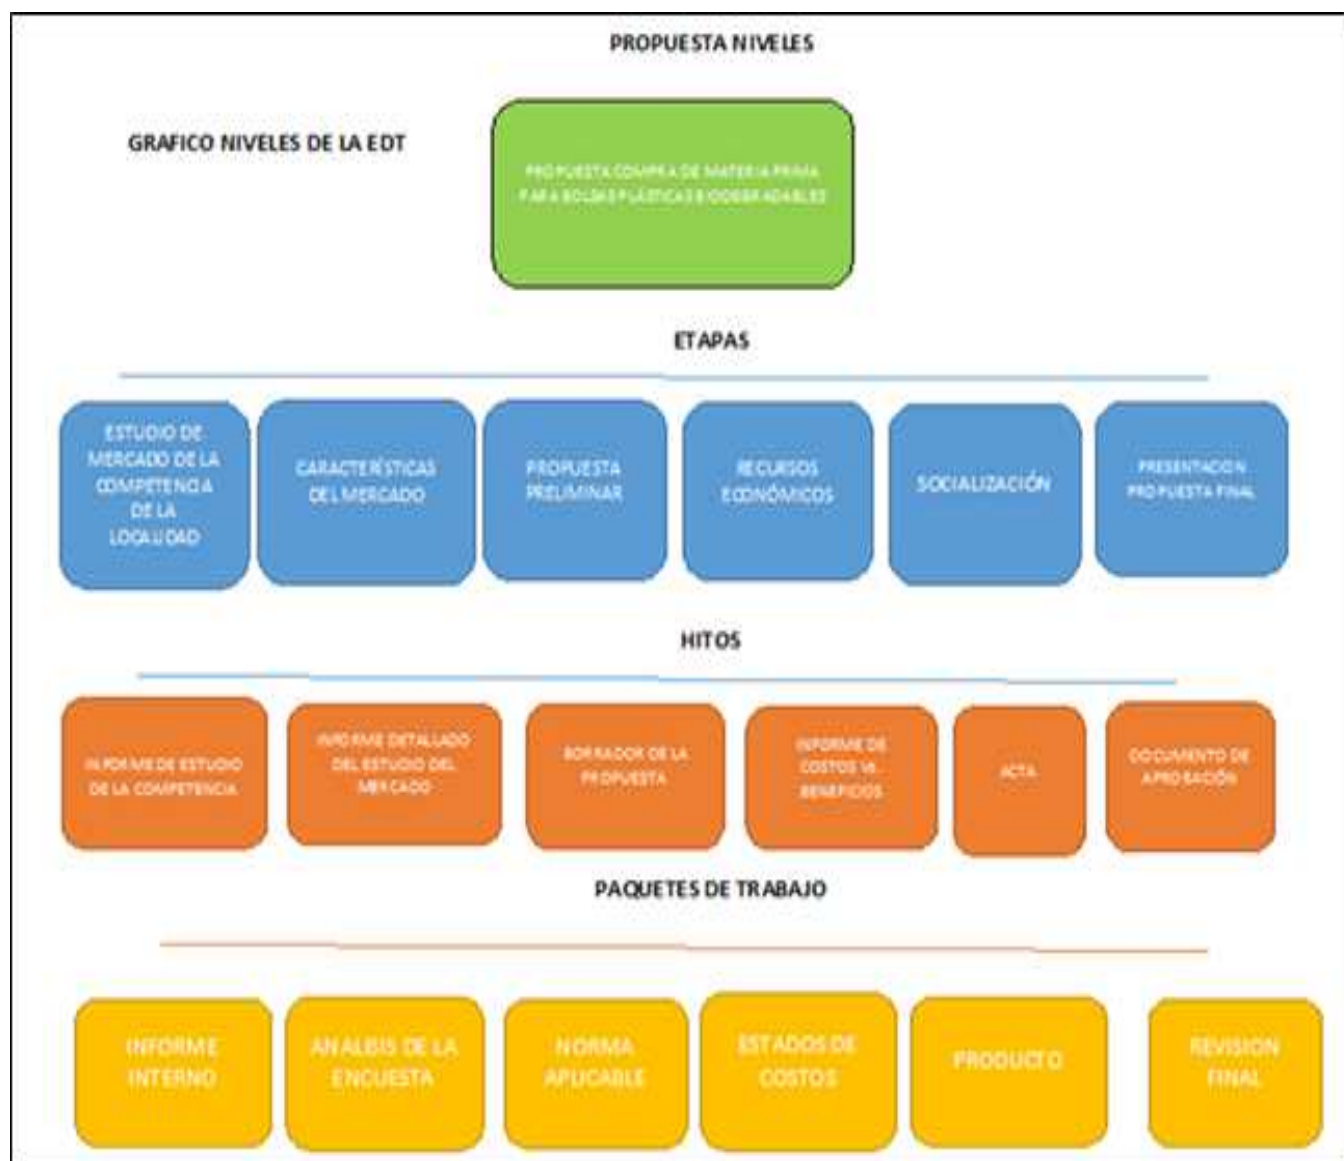 PROPUESTA NIVELES
GRAFICO NIVELES DE LA EDT
PROPUESTA COMPRA DE MATERIA PRIMA
PARA BOLSAS PLÁSTICAS BIODEGRADABLES
ETAPAS
ESTUDIO DE
MERCADO DE LA
COMPETENCIA
DE LA
LOCALIDAD
CARACTERÍSTICAS
DEL MERCADO
PROPUESTA
PRELIMINAR
RECURSOS
ECONÓMICOS
SOCIALIZACIÓN
PRESENTACION
PROPUESTA FINAL
HITOS
INFORME DE ESTUDIO
DE LA COMPETENCIA
INFORME DETALLADO
DEL ESTUDIO DEL
MERCADO
BORRADOR DE LA
PROPUESTA
INFORME DE
COSTOS Vs.
BENEFICIOS
ACTA
DOCUMENTO DE
APROBACIÓN
PAQUETES DE TRABAJO
INFORME
INTERNO
ANALISIS DE LA
ENCUESTA
NORMA
APLICABLE
ESTADOS DE
COSTOS
PRODUCTO
REVISION
FINAL